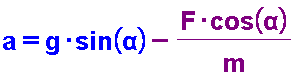 a = g·sin(α) − F·cos(α) / m